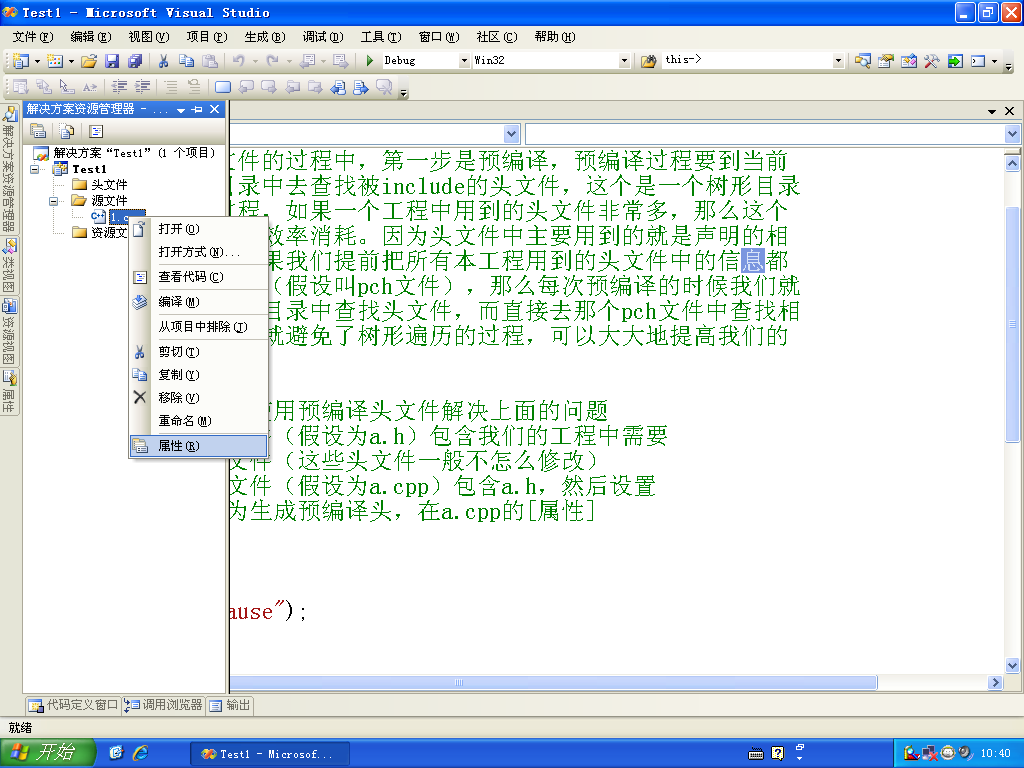 Test1 - Microsoft Visual Studio
文件(F) 编辑(E) 视图(V) 项目(P) 生成(B) 调试(D) 工具(T) 窗口(W) 社区(C) 帮助(H)
Debug Win32 this->
解决方案资源管理器 - ...
解决方案“Test1”(1 个项目)
Test1
头文件
源文件
1.c
资源文
打开(O)
打开方式(N)...
查看代码(C)
编译(M)
从项目中排除(J)
剪切(T)
复制(Y)
移除(V)
重命名(M)
属性(R)
解决方案资源管理器
类视图
资源视图
属性
文件的过程中，第一步是预编译，预编译过程要到当前
录中去查找被include的头文件，这个是一个树形目录
程，如果一个工程中用到的头文件非常多，那么这个
效率消耗。因为头文件中主要用到的就是声明的相
果我们提前把所有本工程用到的头文件中的信息都
（假设叫pch文件），那么每次预编译的时候我们就
目录中查找头文件，而直接去那个pch文件中查找相
就避免了树形遍历的过程，可以大大地提高我们的
使用预编译头文件解决上面的问题
（假设为a.h）包含我们的工程中需要
文件（这些头文件一般不怎么修改）
文件（假设为a.cpp）包含a.h，然后设置
为生成预编译头，在a.cpp的[属性]
ause");
代码定义窗口 调用浏览器 输出
就绪
开始 Test1 - Microsof... 10:40